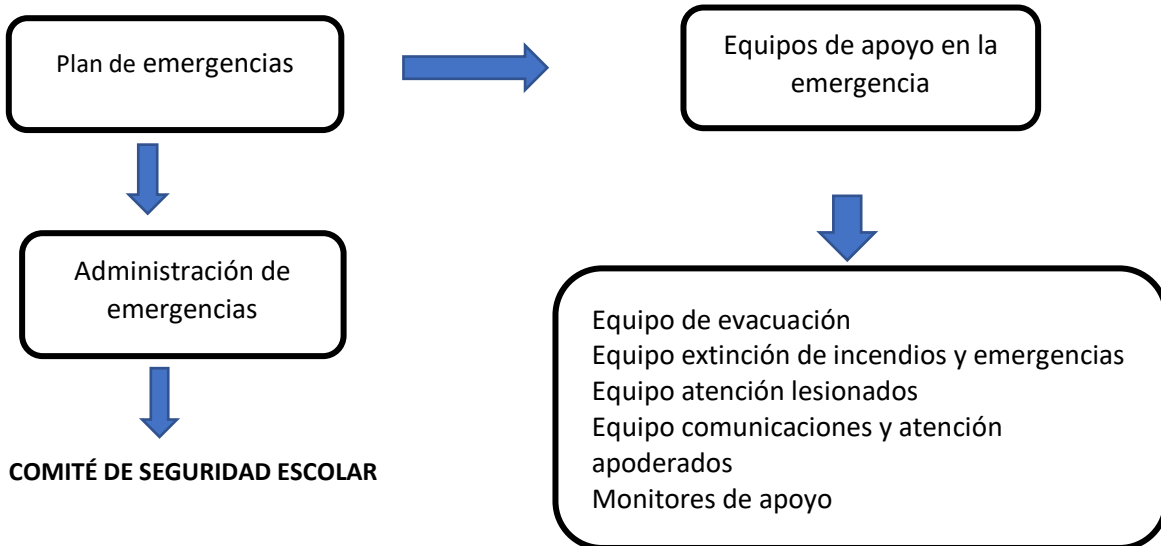 Plan de emergencias
Equipos de apoyo en la
emergencia
Administración de
emergencias
COMITÉ DE SEGURIDAD ESCOLAR
Equipo de evacuación
Equipo extinción de incendios y emergencias
Equipo atención lesionados
Equipo comunicaciones y atención
apoderados
Monitores de apoyo